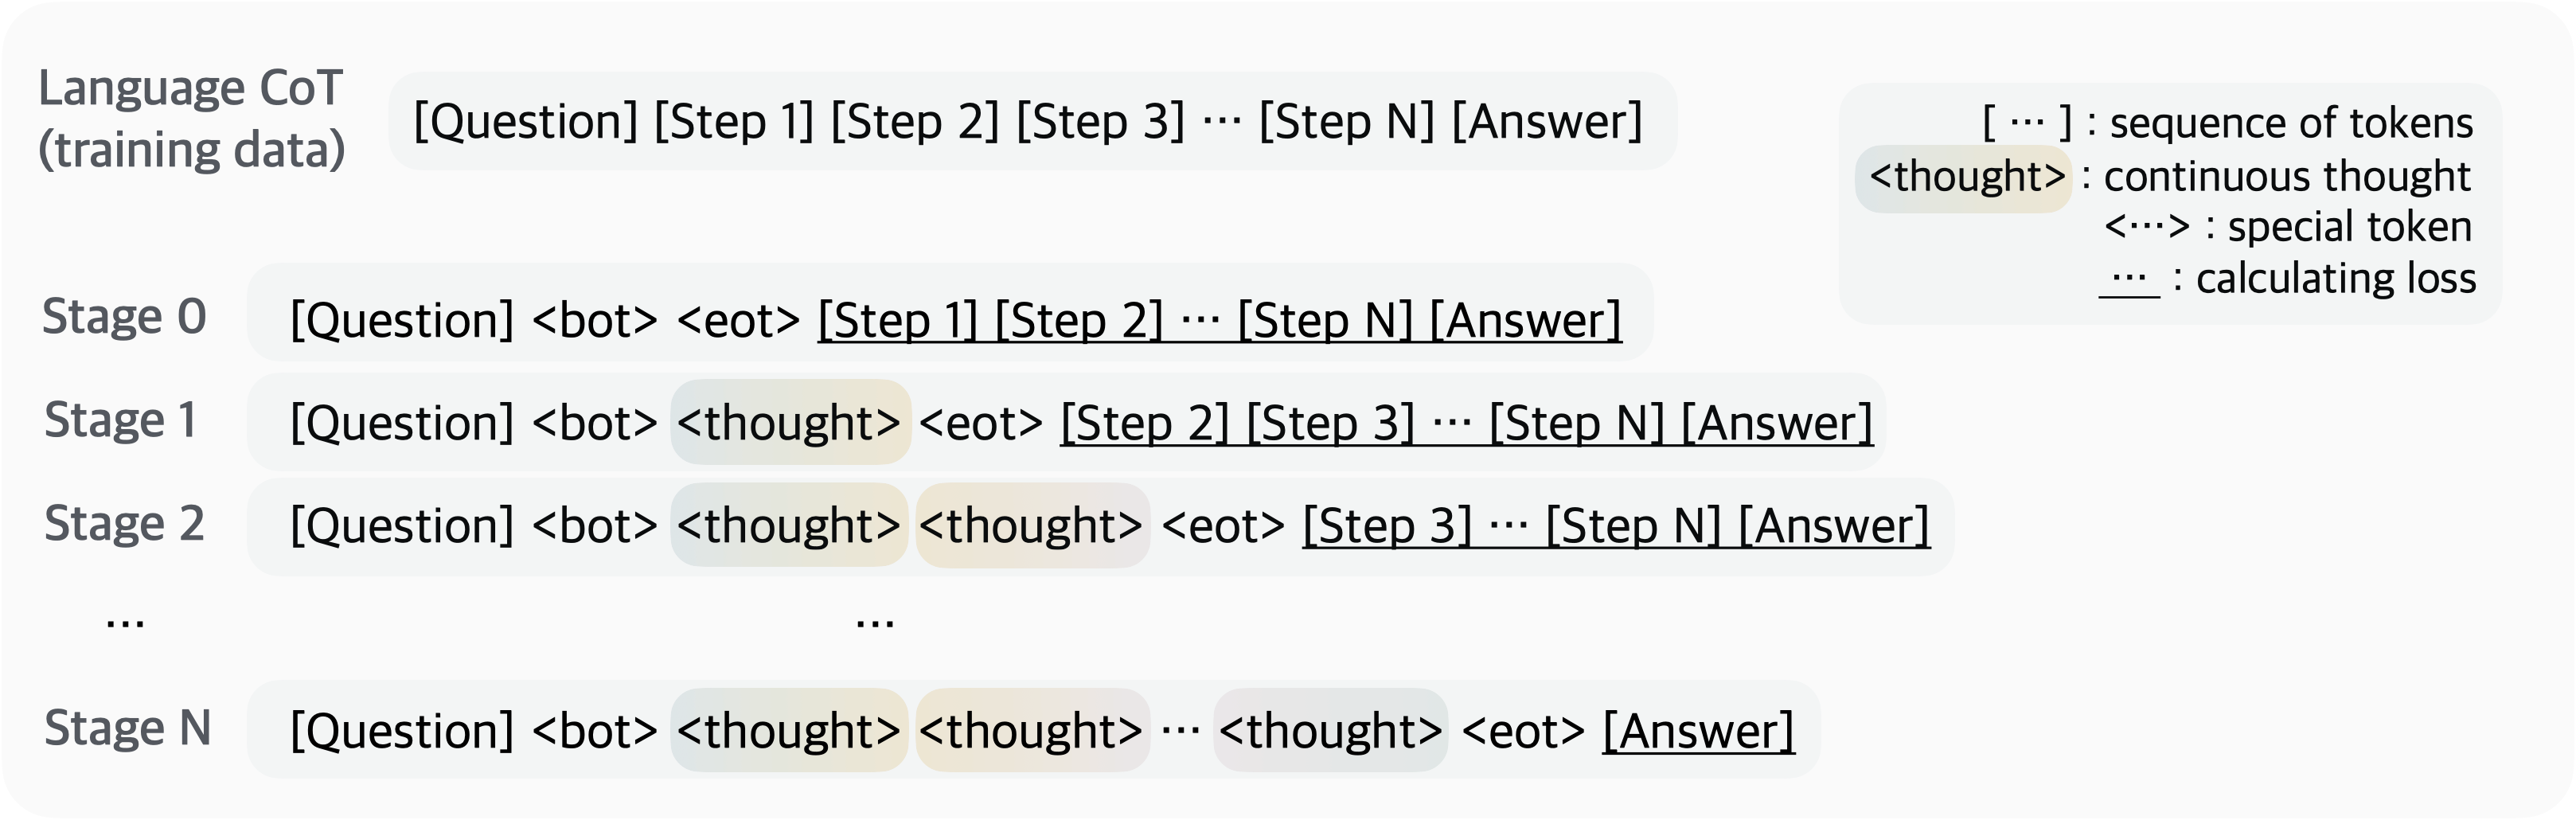 Language CoT
(training data)
[Question] [Step 1] [Step 2] [Step 3] ··· [Step N] [Answer]
[ ··· ] : sequence of tokens
<thought> : continuous thought
<···> : special token
··· : calculating loss
Stage 0 [Question] <bot> <eot> [Step 1] [Step 2] ··· [Step N] [Answer]
Stage 1 [Question] <bot> <thought> <eot> [Step 2] [Step 3] ··· [Step N] [Answer]
Stage 2 [Question] <bot> <thought> <thought> <eot> [Step 3] ··· [Step N] [Answer]
... ...
Stage N [Question] <bot> <thought> <thought> ··· <thought> <eot> [Answer]